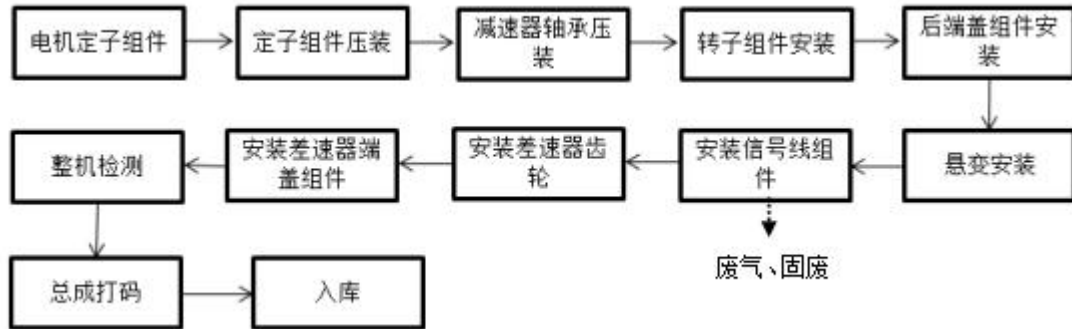 电机定子组件
定子组件压装
减速器轴承压
装
转子组件安装
后端盖组件安
装
悬变安装
安装信号线组
件
安装差速器齿
轮
安装差速器端
盖组件
整机检测
废气、固废
总成打码
入库